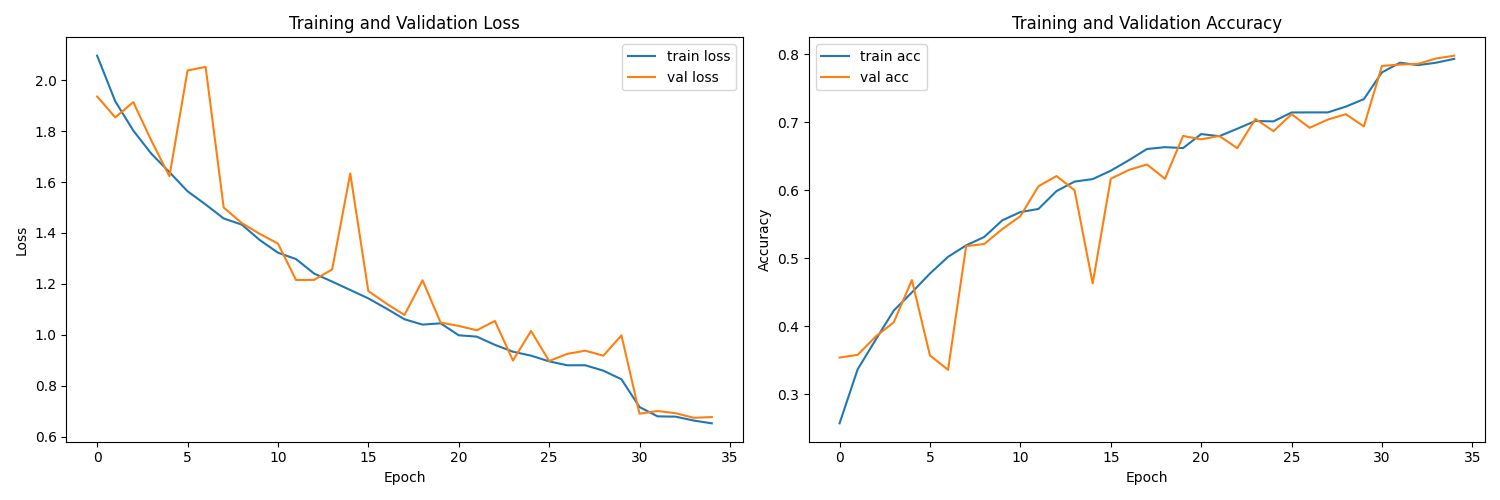 Training and Validation Loss
train loss
val loss
2.0
1.8
1.6
1.4
1.2
1.0
0.8
0.6
Loss
0 5 10 15 20 25 30 35
Epoch
Training and Validation Accuracy
train acc
val acc
0.8
0.7
0.6
0.5
0.4
0.3
Accuracy
0 5 10 15 20 25 30 35
Epoch